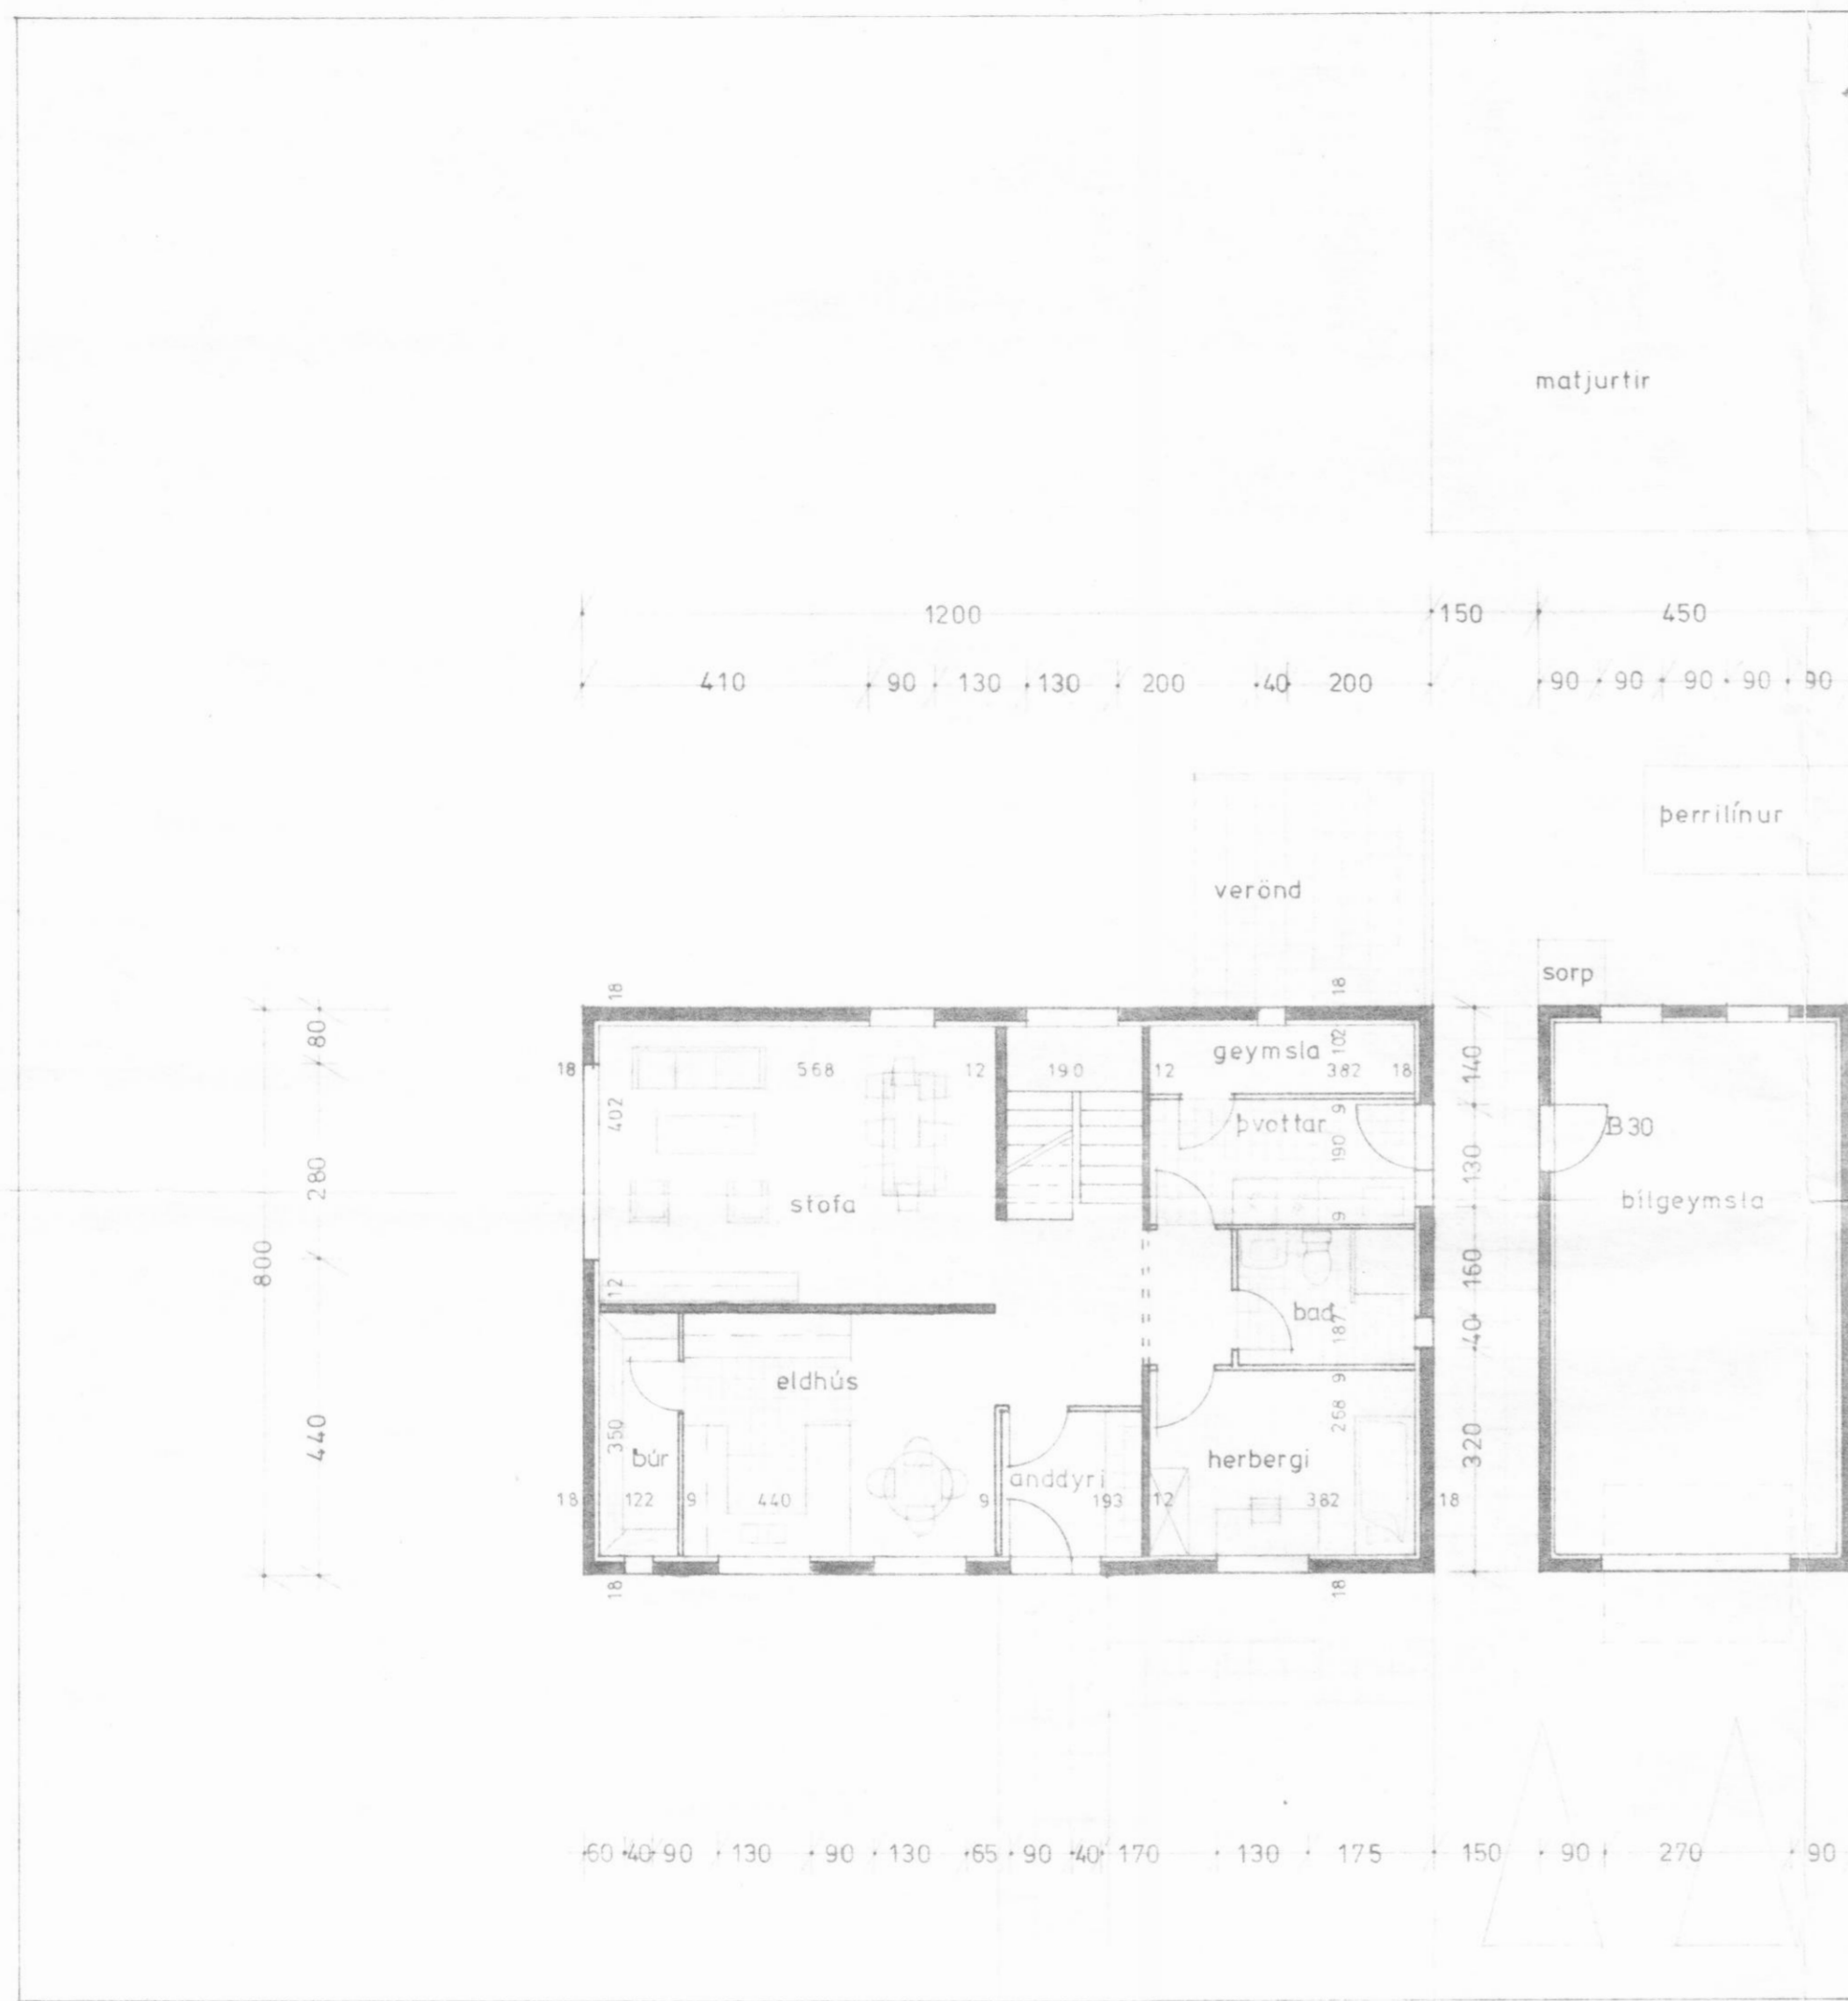 matjurtir
1200 150 450
410 90 130 130 200 40 200 90 90 90 90 90
þerrilínur
verönd
sorp
18 18
80
18 568 12 190 12 geymsla 102 382 18 140
402 9
þvottar B30
280 190 130
stofa 9 bílgeymsla
800 12 160
bað 187 40
eldhús 9
350 268
440 búr anddyri herbergi 320
18 122 9 440 9 193 12 382 18
18 18
60 40 90 130 90 130 65 90 40 170 130 175 150 90 270 90